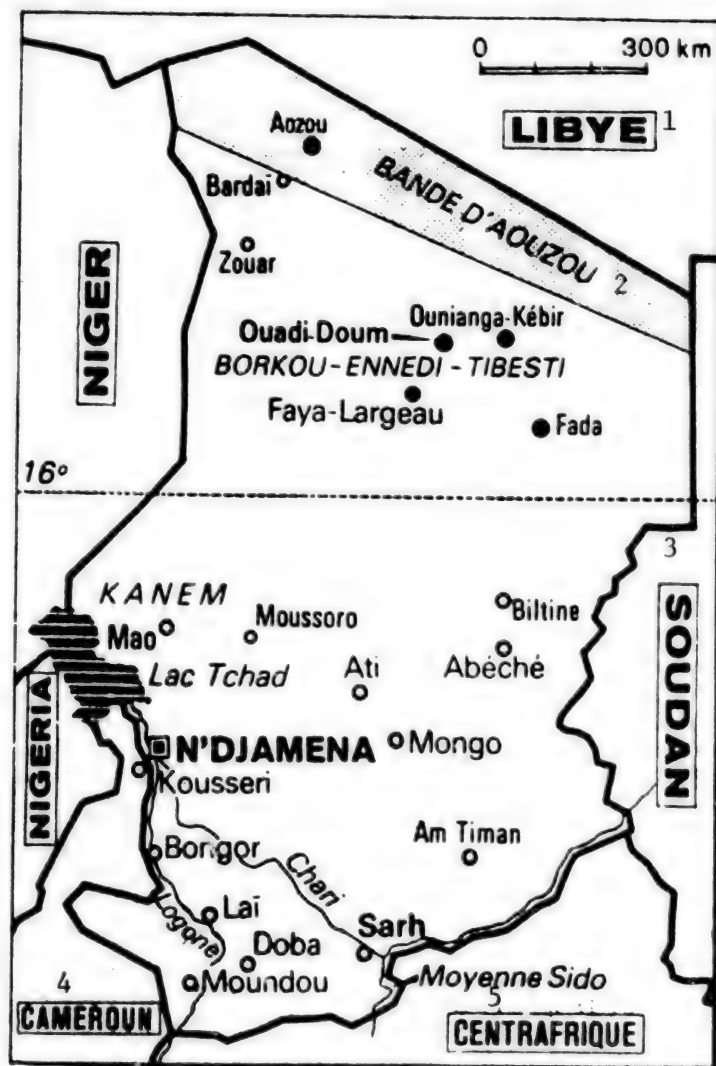 0 300 km
LIBYE 1
Aozou
BANDE D'AOUZOU
2
Bardaï
Zouar
NIGER
Ounianga-Kébir
Ouadi-Doum
BORKOU-ENNEDI-TIBESTI
Faya-Largeau
Fada
16°
3
SOUDAN
KANEM
Biltine
Moussoro
Mao
Lac Tchad
Ati
Abéché
NIGERIA
N'DJAMENA
Mongo
Kousseri
Am Timan
Bongor
Chari
Logone
Laï
Sarh
Doba
4
Moundou
Moyenne Sido
5
CAMEROUN
CENTRAFRIQUE